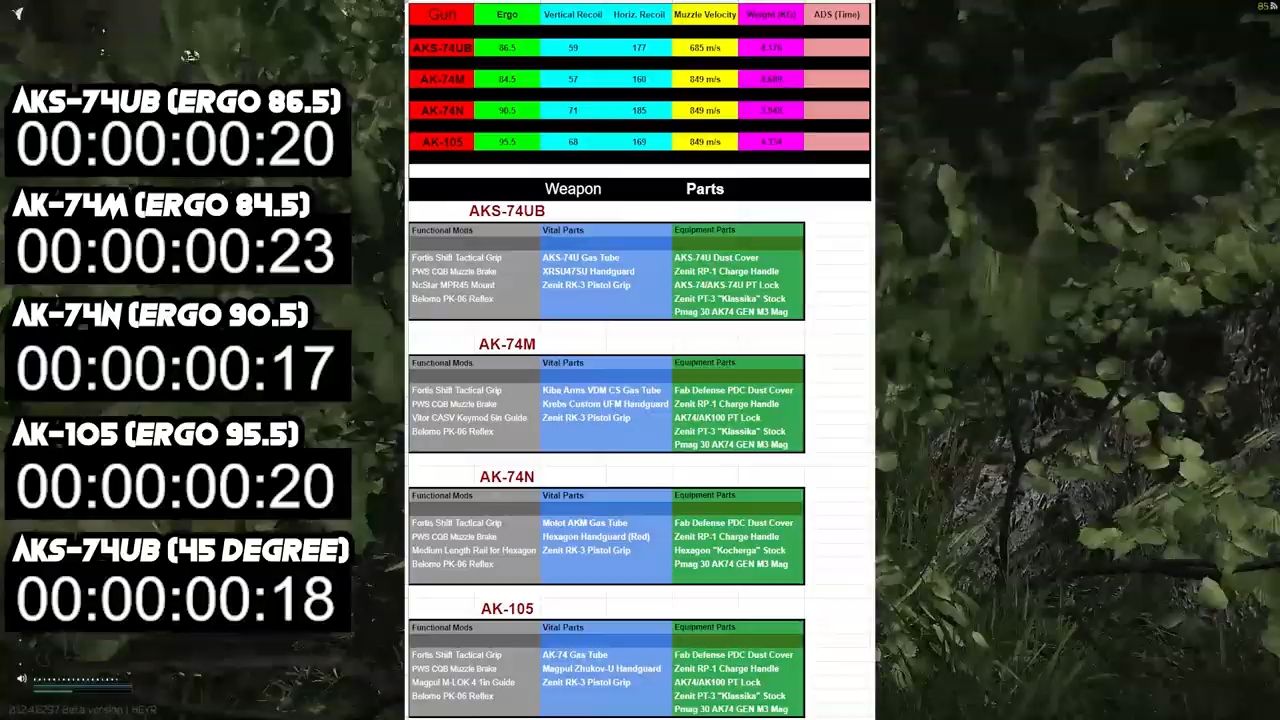 85
AKS-74UB (ERGO 86.5)
00:00:00:20
AK-74M (ERGO 84.5)
00:00:00:23
AK-74N (ERGO 90.5)
00:00:00:17
AK-105 (ERGO 95.5)
00:00:00:20
AKS-74UB (45 DEGREE)
00:00:00:18
Gun Ergo Vertical Recoil Horiz. Recoil Muzzle Velocity Weight (KG) ADS (Time)
AKS-74UB 86.5 59 177 685 m/s
AK-74M 84.5 57 160 849 m/s
AK-74N 90.5 71 185 849 m/s
AK-105 95.5 68 169 849 m/s
Weapon Parts
AKS-74UB
Functional Mods Vital Parts Equipment Parts
Fortis Shift Tactical Grip AKS-74U Gas Tube AKS-74U Dust Cover
PWS CQB Muzzle Brake XRSU47SU Handguard Zenit RP-1 Charge Handle
NcStar MPR45 Mount Zenit RK-3 Pistol Grip AKS-74/AKS-74U PT Lock
Belomo PK-06 Reflex Zenit PT-3 "Klassika" Stock
Pmag 30 AK74 GEN M3 Mag
AK-74M
Functional Mods Vital Parts Equipment Parts
Fortis Shift Tactical Grip Kiba Arms VDM CS Gas Tube Fab Defense PDC Dust Cover
PWS CQB Muzzle Brake Krebs Custom UFM Handguard Zenit RP-1 Charge Handle
Vltor CASV Keymod 6in Guide Zenit RK-3 Pistol Grip AK74/AK100 PT Lock
Belomo PK-06 Reflex Zenit PT-3 "Klassika" Stock
Pmag 30 AK74 GEN M3 Mag
AK-74N
Functional Mods Vital Parts Equipment Parts
Fortis Shift Tactical Grip Molot AKM Gas Tube Fab Defense PDC Dust Cover
PWS CQB Muzzle Brake Hexagon Handguard (Red) Zenit RP-1 Charge Handle
Medium Length Rail for Hexagon Zenit RK-3 Pistol Grip Hexagon "Kocherga" Stock
Belomo PK-06 Reflex Pmag 30 AK74 GEN M3 Mag
AK-105
Functional Mods Vital Parts Equipment Parts
Fortis Shift Tactical Grip AK-74 Gas Tube Fab Defense PDC Dust Cover
PWS CQB Muzzle Brake Magpul Zhukov-U Handguard Zenit RP-1 Charge Handle
Magpul M-LOK 4.1in Guide Zenit RK-3 Pistol Grip AK74/AK100 PT Lock
Belomo PK-06 Reflex Zenit PT-3 "Klassika" Stock
Pmag 30 AK74 GEN M3 Mag
Beta version | HEYR